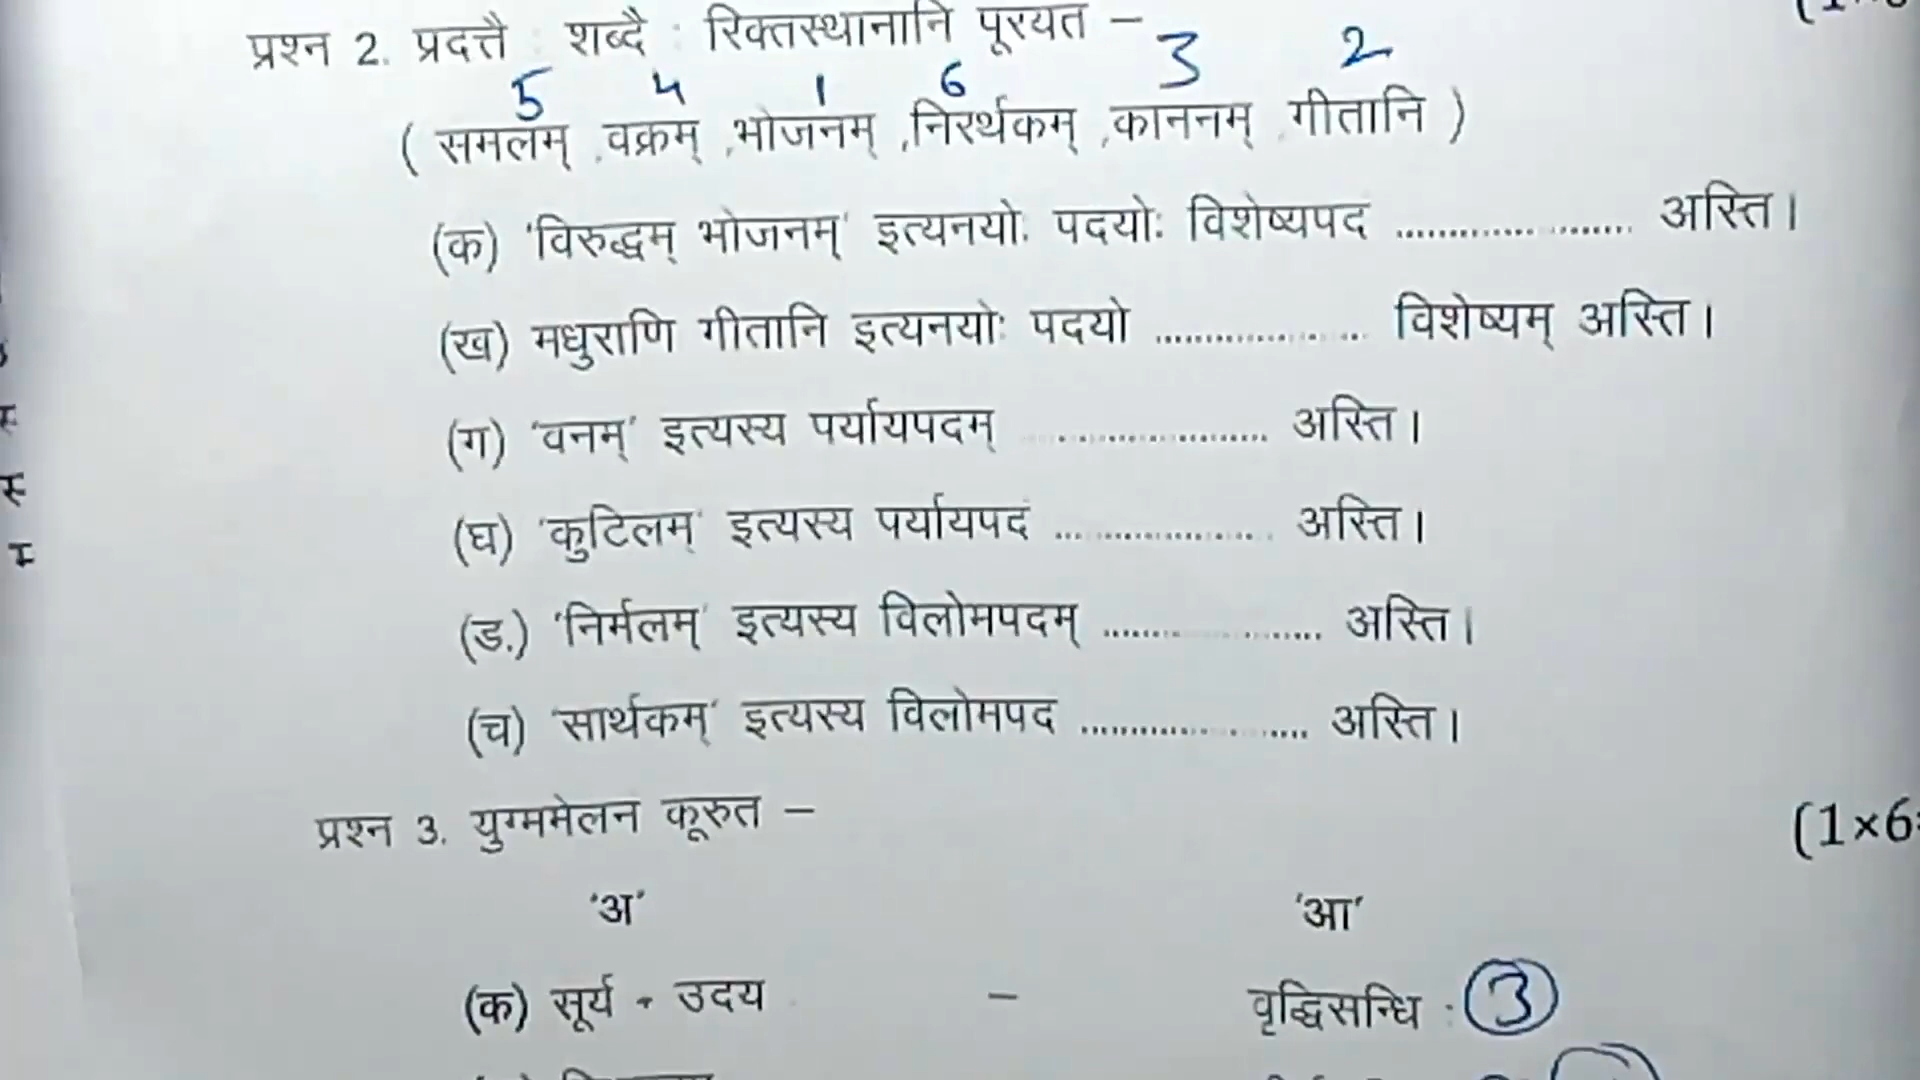 प्रश्न 2. प्रदत्तै : शब्दै : रिक्तस्थानानि पूरयत –
5 4 1 6 3 2
( समलम् ,वक्रम् ,भोजनम् ,निरर्थकम् ,काननम् ,गीतानि )
(क) 'विरुद्धम् भोजनम्' इत्यनयो: पदयो: विशेष्यपद .................... अस्ति।
(ख) मधुराणि गीतानि इत्यनयो: पदयो .................... विशेष्यम् अस्ति।
(ग) 'वनम्' इत्यस्य पर्यायपदम् .................... अस्ति।
(घ) 'कुटिलम्' इत्यस्य पर्यायपदं .................... अस्ति।
(ड.) 'निर्मलम्' इत्यस्य विलोमपदम् .................... अस्ति।
(च) 'सार्थकम्' इत्यस्य विलोमपद .................... अस्ति।
प्रश्न 3. युग्ममेलन कूरुत – (1×6=
'अ' 'आ'
(क) सूर्य + उदय – वृद्धिसन्धि : 3